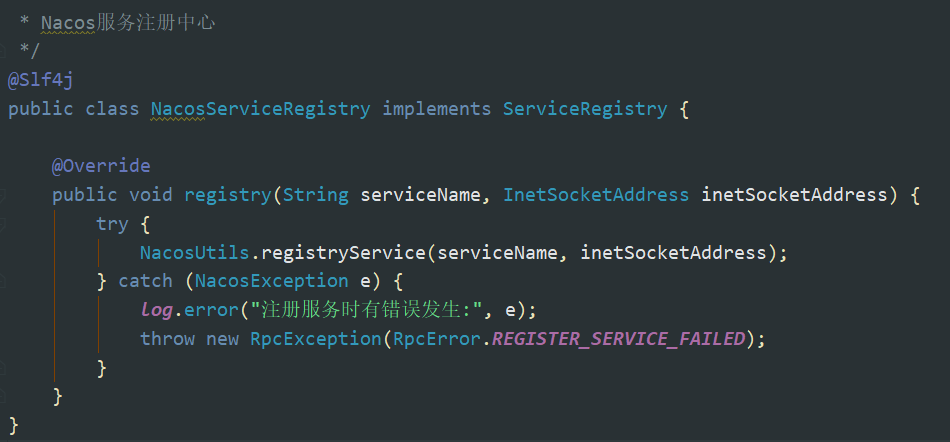 * Nacos服务注册中心
*/
@Slf4j
public class NacosServiceRegistry implements ServiceRegistry {
@Override
public void registry(String serviceName, InetSocketAddress inetSocketAddress) {
try {
NacosUtils.registryService(serviceName, inetSocketAddress);
} catch (NacosException e) {
log.error("注册服务时有错误发生:", e);
throw new RpcException(RpcError.REGISTER_SERVICE_FAILED);
}
}
}